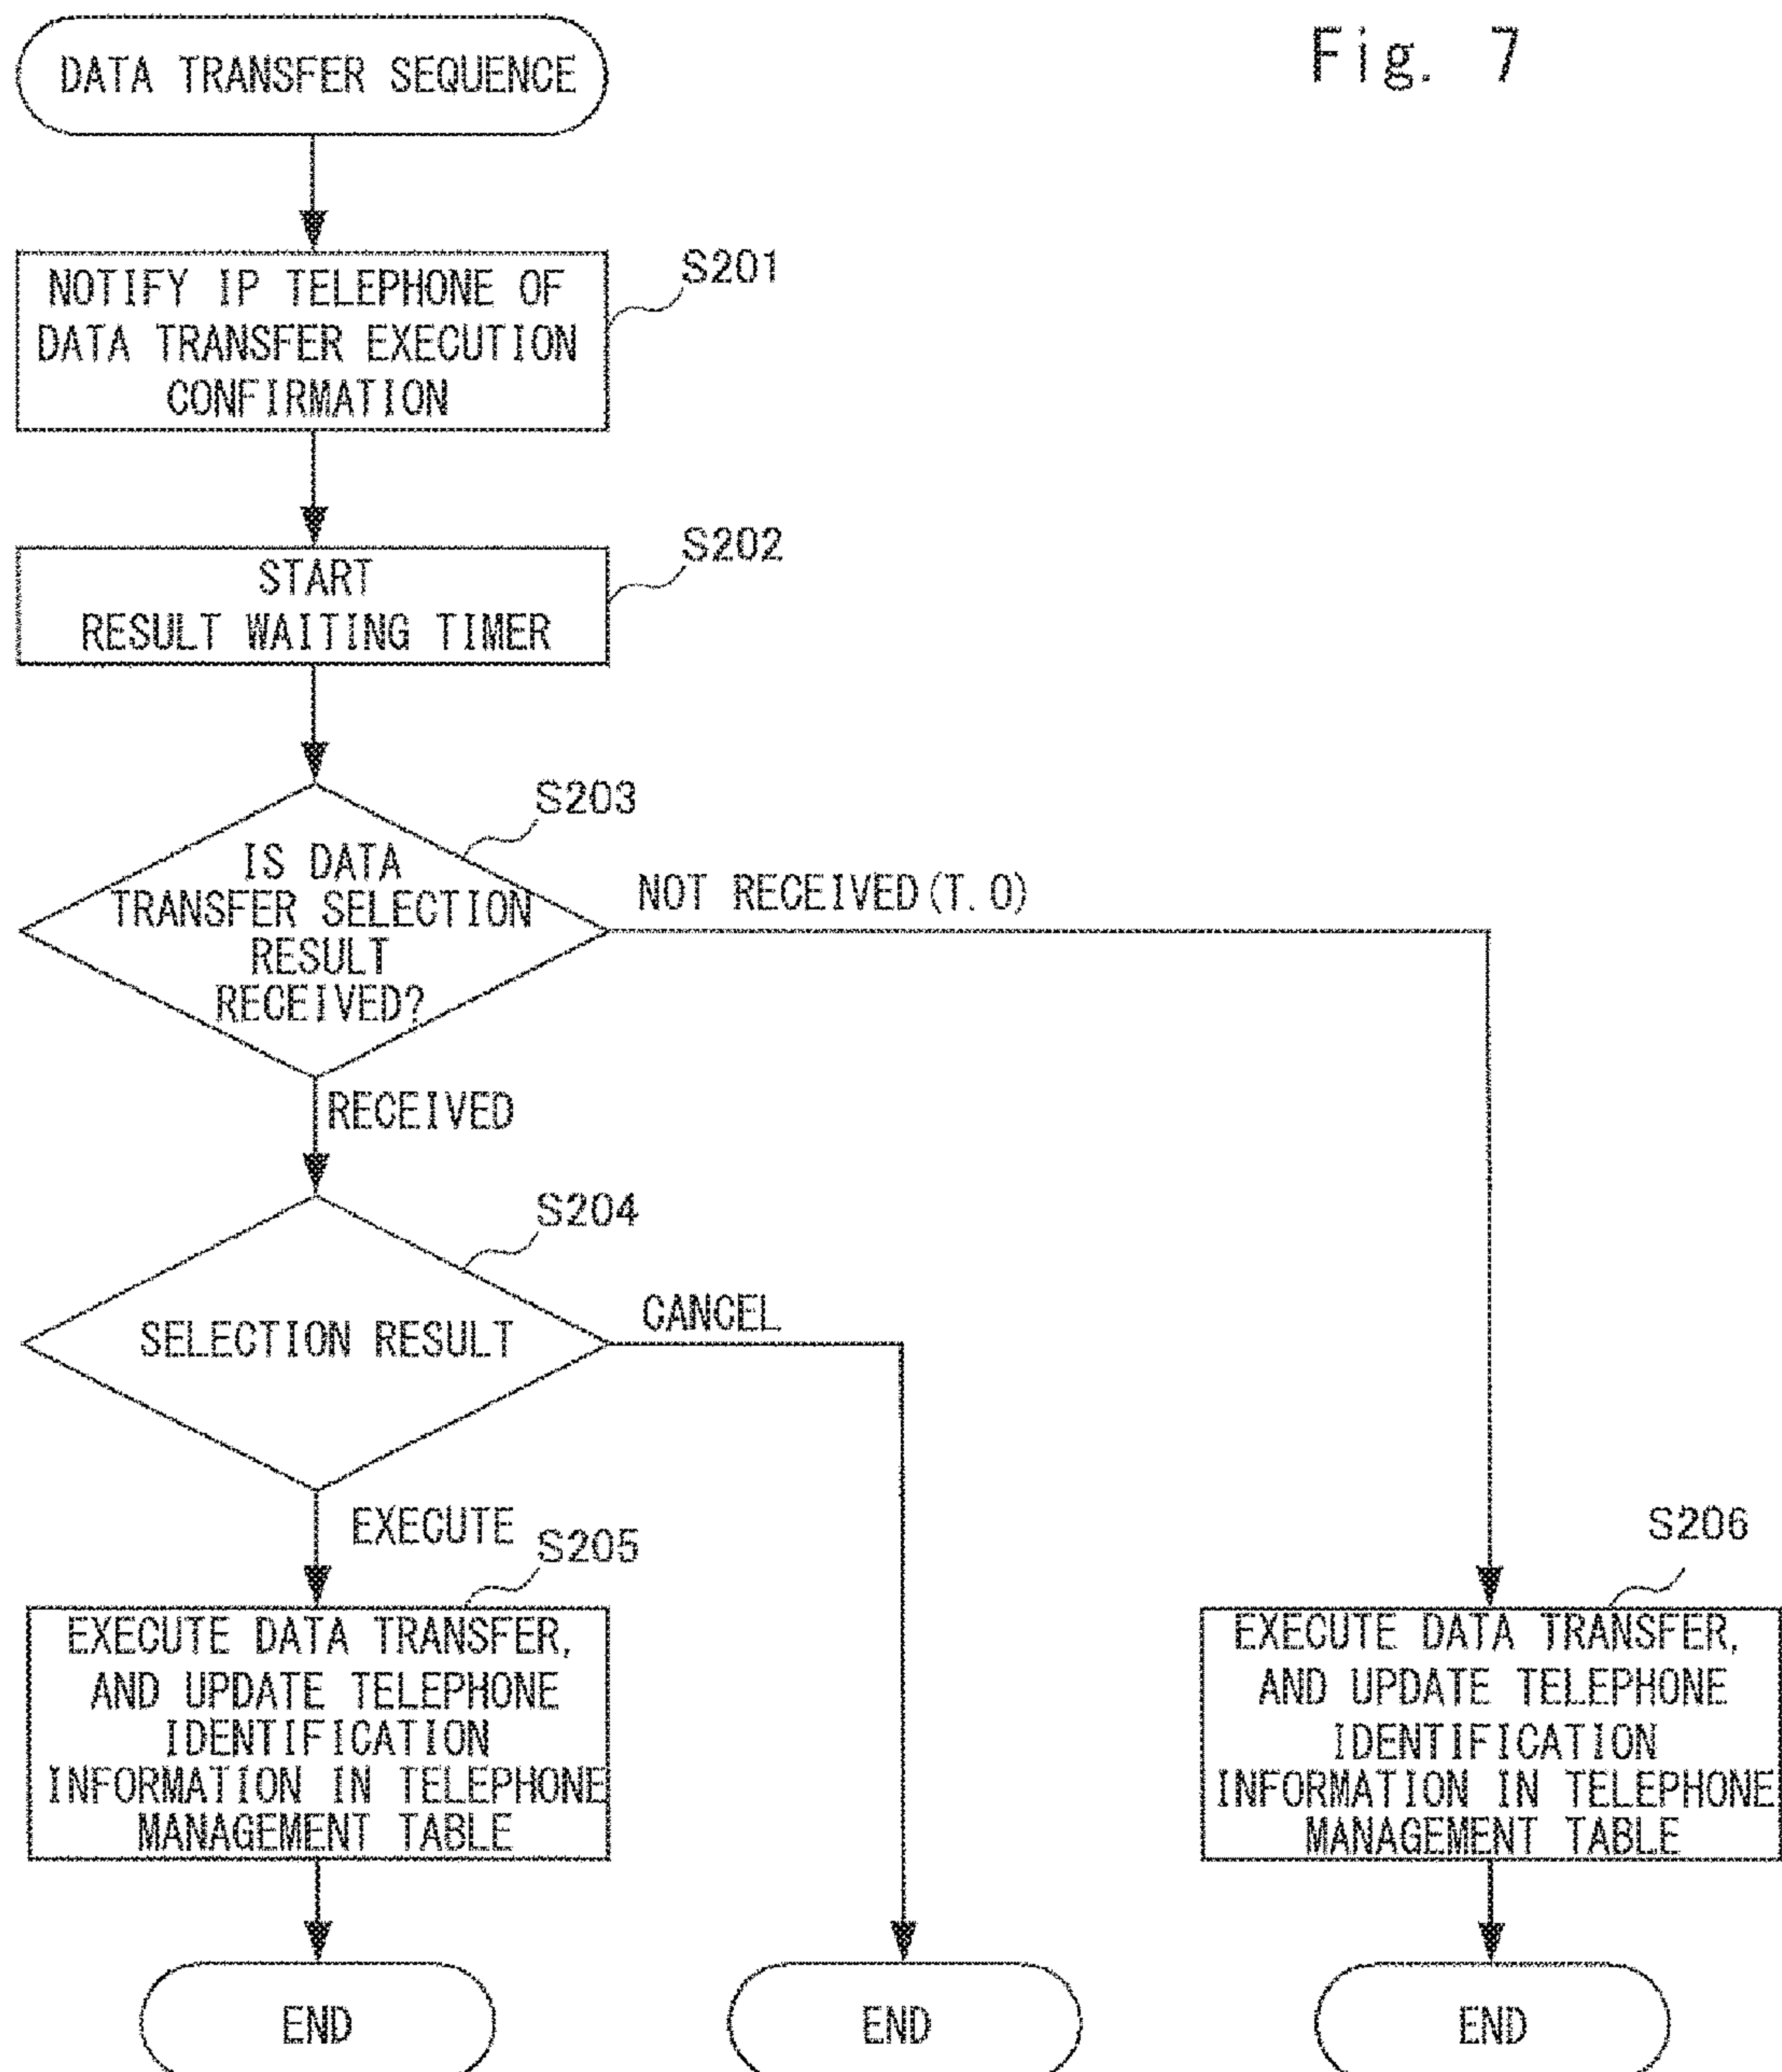 Fig. 7
DATA TRANSFER SEQUENCE
NOTIFY IP TELEPHONE OF
DATA TRANSFER EXECUTION
CONFIRMATION
S201
START
RESULT WAITING TIMER
S202
IS DATA
TRANSFER SELECTION
RESULT
RECEIVED?
S203
NOT RECEIVED(T.O)
RECEIVED
SELECTION RESULT
S204
CANCEL
EXECUTE
S205
EXECUTE DATA TRANSFER,
AND UPDATE TELEPHONE
IDENTIFICATION
INFORMATION IN TELEPHONE
MANAGEMENT TABLE
S206
EXECUTE DATA TRANSFER,
AND UPDATE TELEPHONE
IDENTIFICATION
INFORMATION IN TELEPHONE
MANAGEMENT TABLE
END
END
END